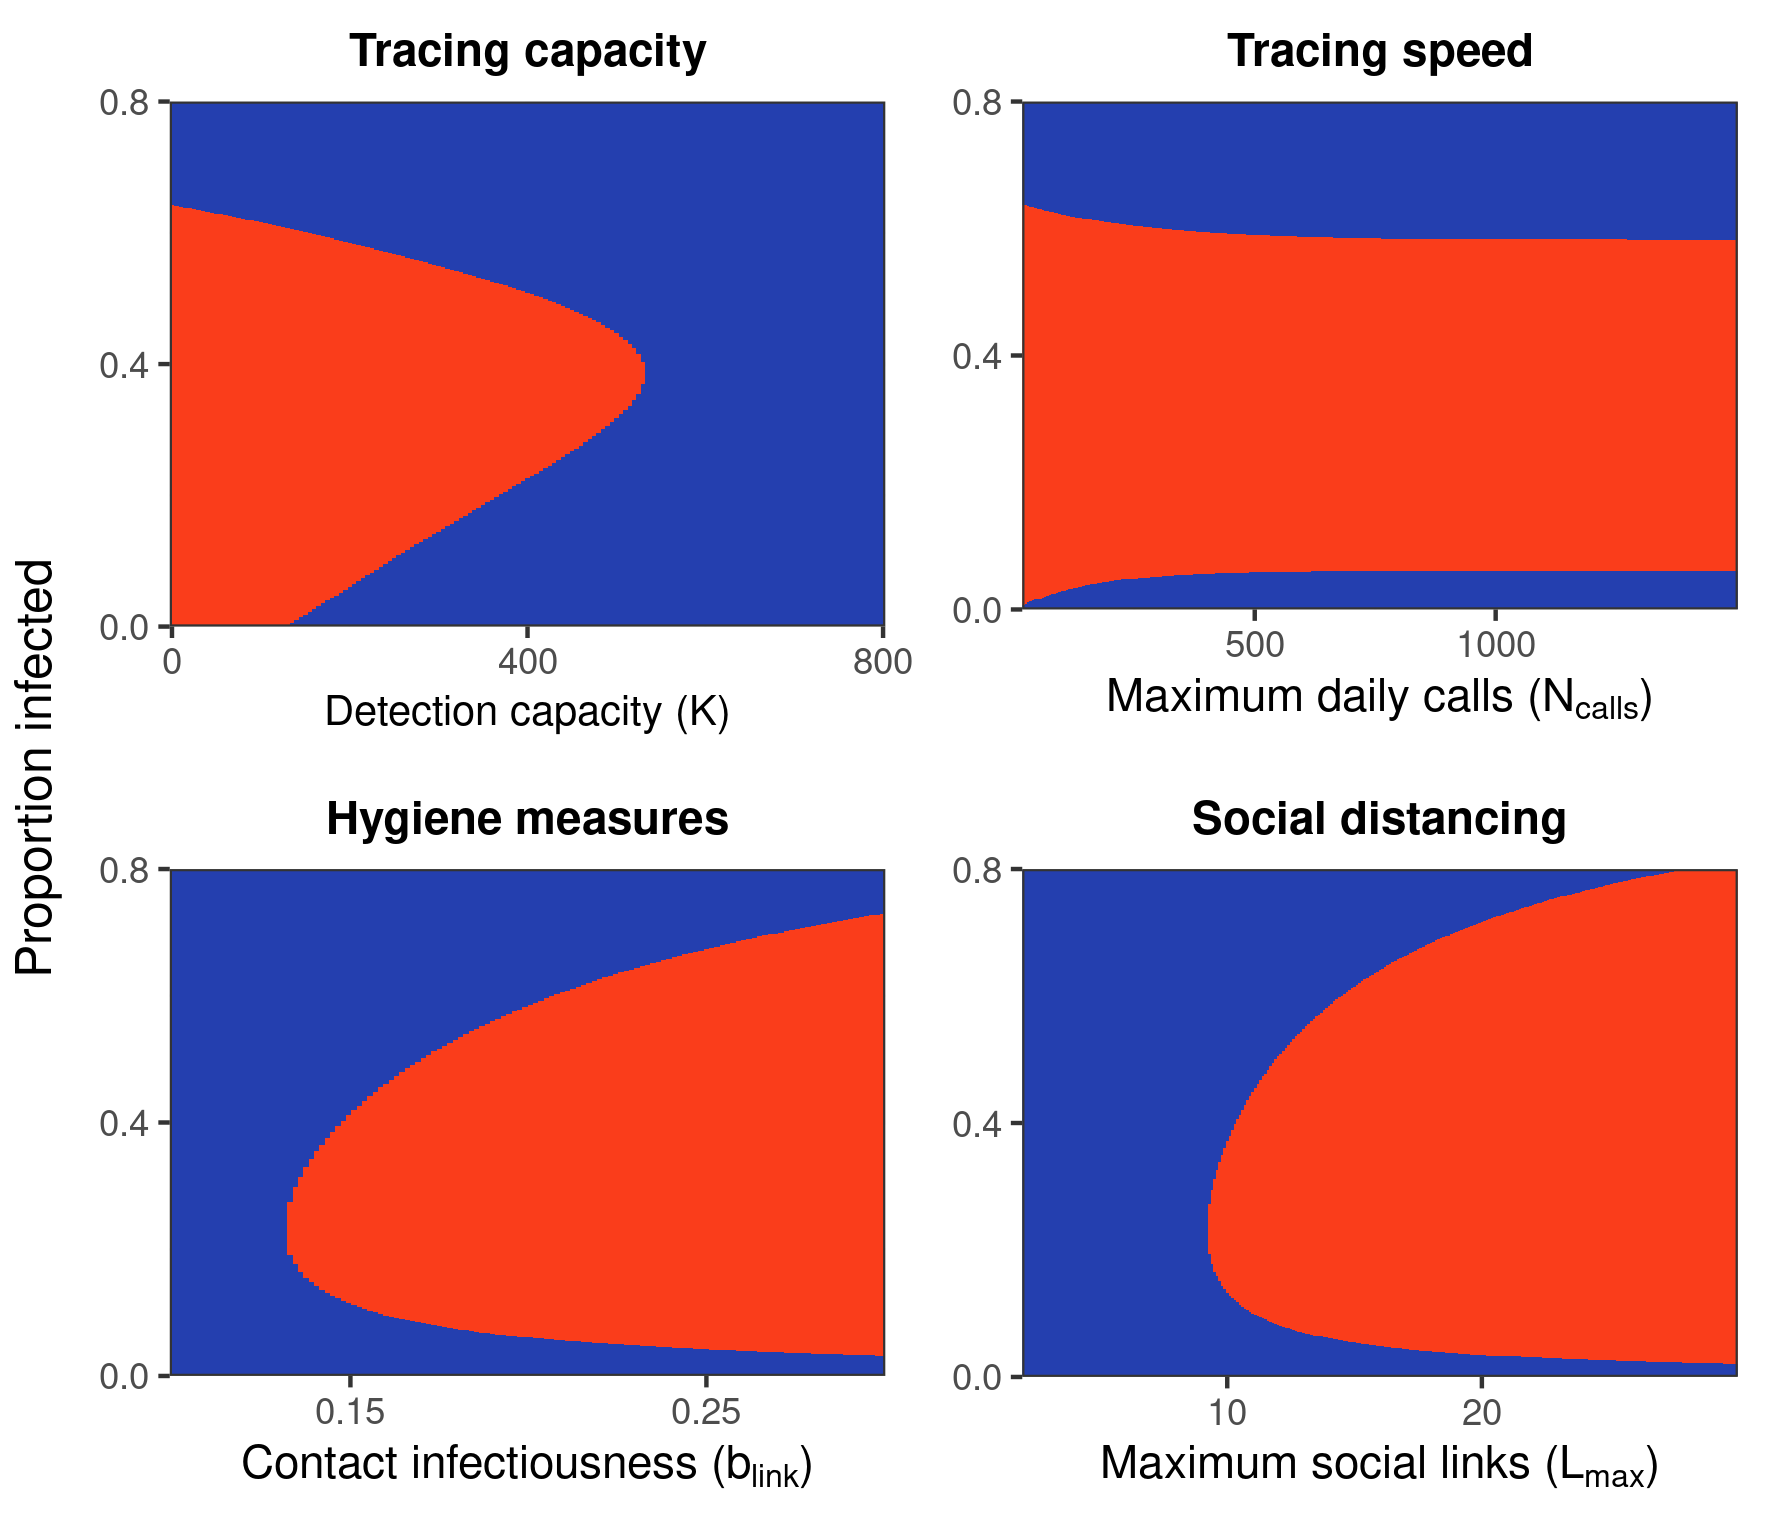 Proportion infected
Tracing capacity
0.8
0.4
0.0
0
400
800
Detection capacity (K)
Tracing speed
0.8
0.4
0.0
500
1000
Maximum daily calls (Ncalls)
Hygiene measures
0.8
0.4
0.0
0.15
0.25
Contact infectiousness (blink)
Social distancing
0.8
0.4
0.0
10
20
Maximum social links (Lmax)